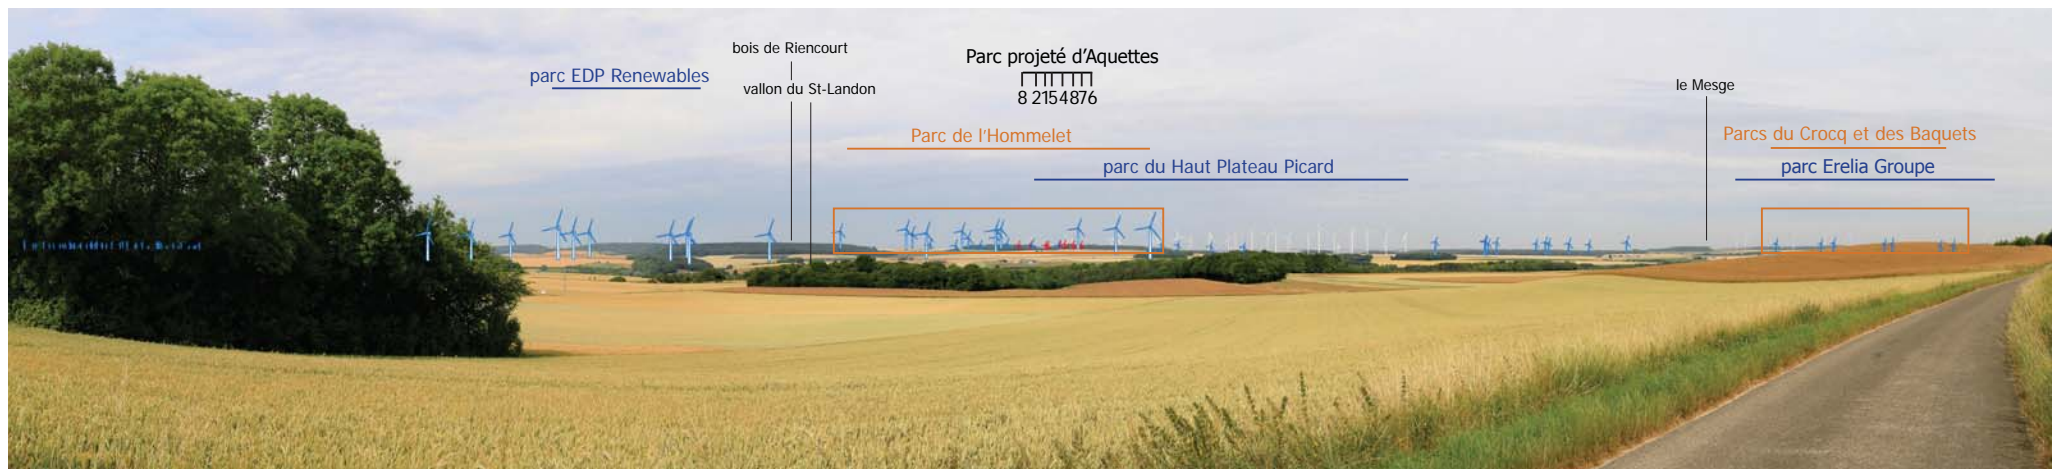 parc EDP Renewables
bois de Riencourt
vallon du St-Landon
Parc projeté d'Aquettes
8 2154876
Parc de l'Hommelet
parc du Haut Plateau Picard
le Mesge
Parcs du Crocq et des Baquets
parc Erelia Groupe